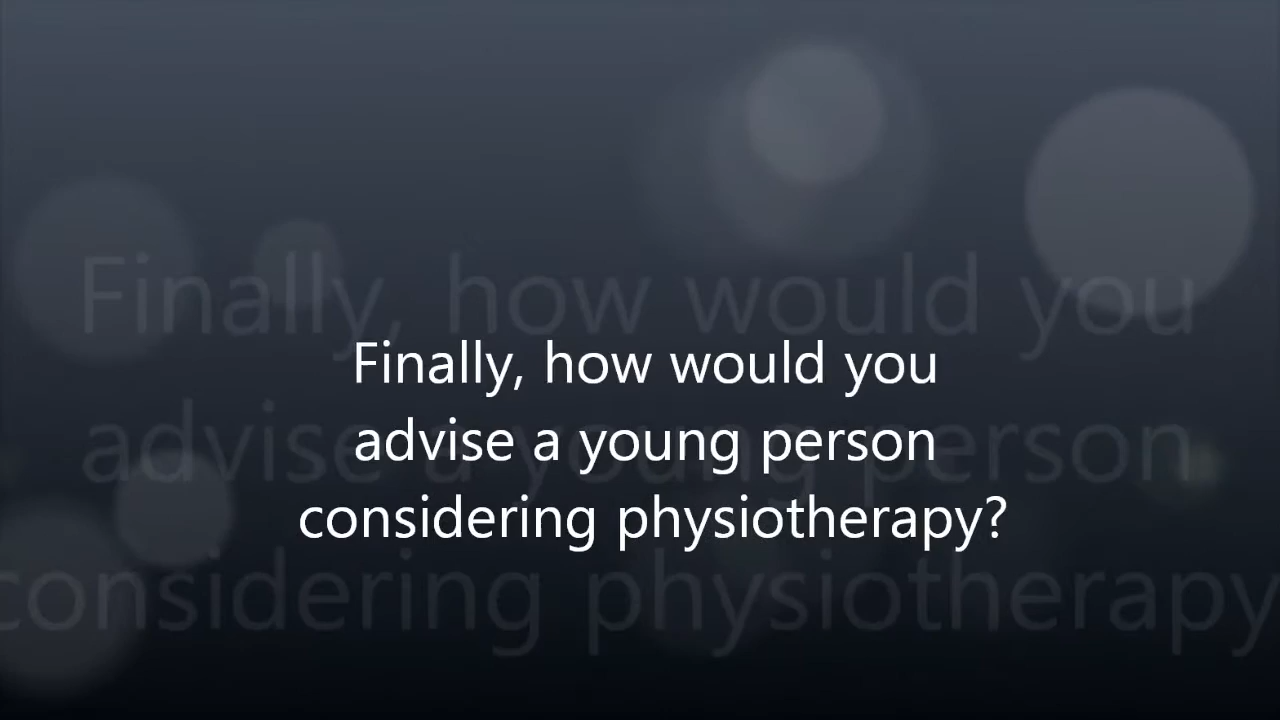 Finally, how would you
advise a young person
considering physiotherapy?